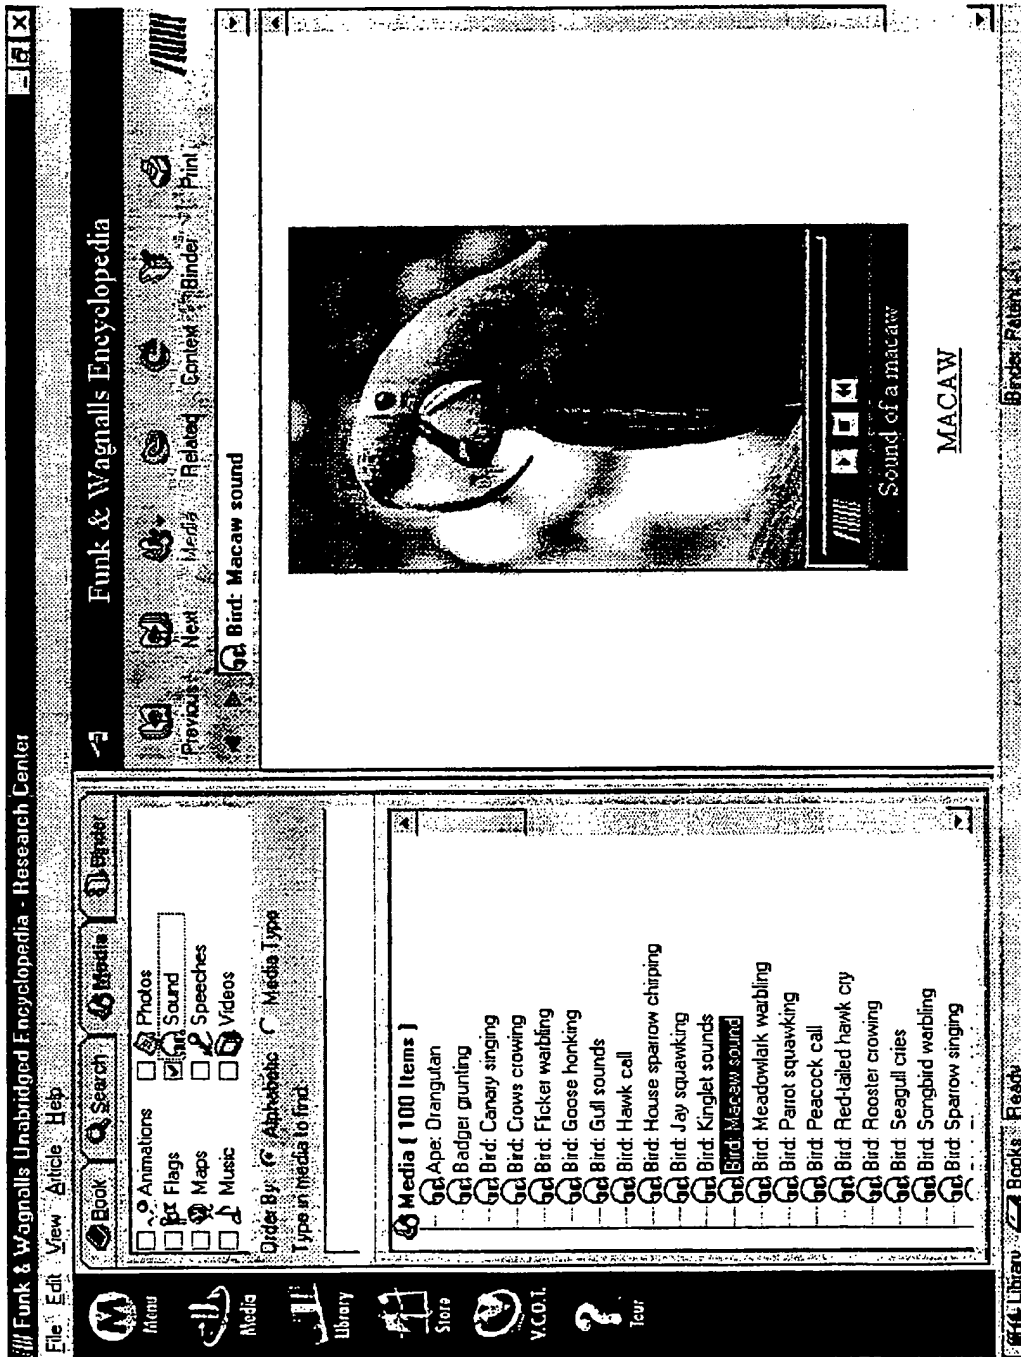 Funk & Wagnalls Unabridged Encyclopedia - Research Center
File Edit View Article Help
Menu
Media
Library
Store
V.C.O.T.
Tour
Book Search Media Binder
Animations Photos
Flags Sound
Maps Speeches
Music Videos
Order By: Alphabetic Media Type
Type in media to find:
Media [ 100 Items ]
Ape: Orangutan
Badger grunting
Bird: Canary singing
Bird: Crows crowing
Bird: Flicker warbling
Bird: Goose honking
Bird: Gull sounds
Bird: Hawk call
Bird: House sparrow chirping
Bird: Jay squawking
Bird: Kinglet sounds
Bird: Macaw sound
Bird: Meadowlark warbling
Bird: Parrot squawking
Bird: Peacock call
Bird: Red-tailed hawk cry
Bird: Rooster crowing
Bird: Seagull cries
Bird: Songbird warbling
Bird: Sparrow singing
Funk & Wagnalls Encyclopedia
Previous Next Media Related Context Binder Print
Bird: Macaw sound
Sound of a macaw
MACAW
Library Books Ready Binder: Patent